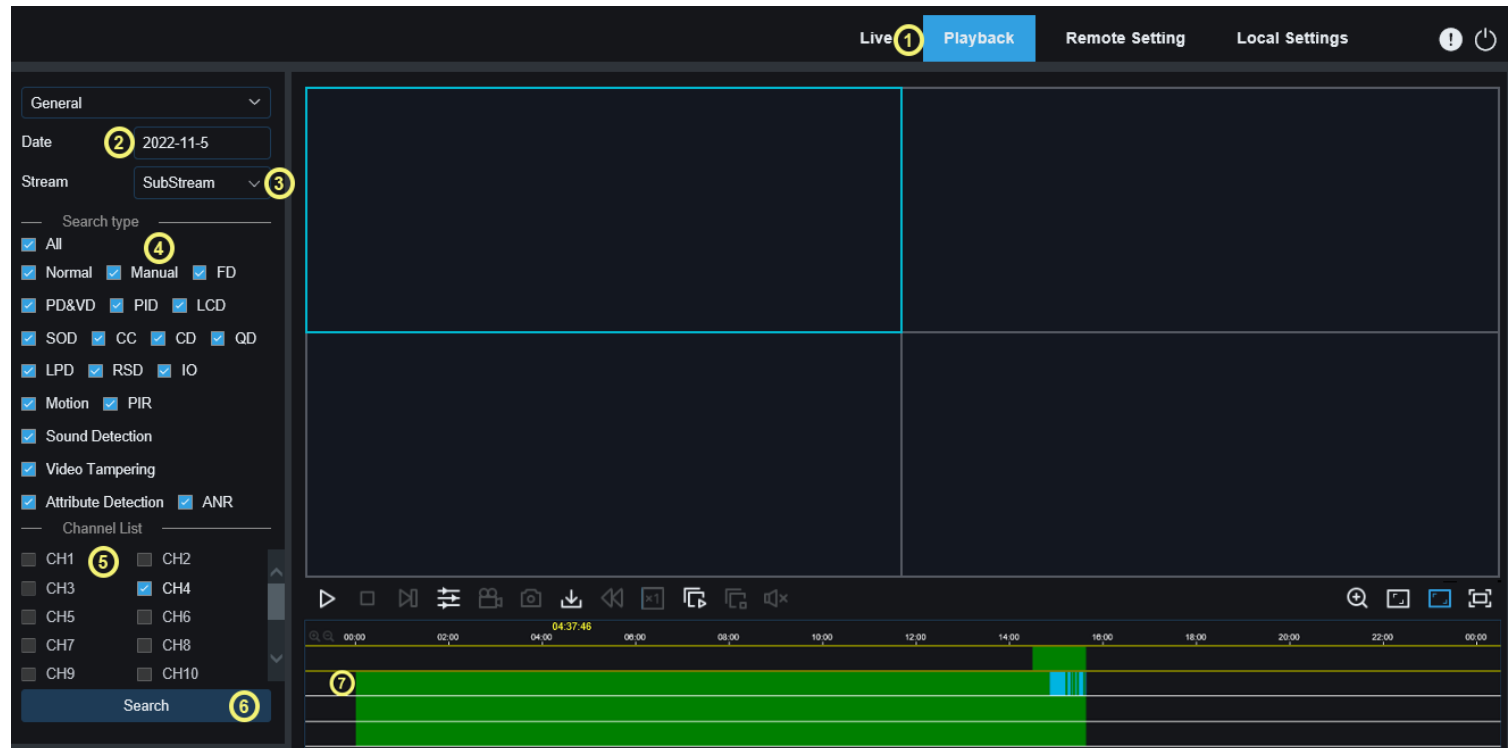 Live 1 Playback Remote Setting Local Settings !
General
Date 2 2022-11-5
Stream SubStream 3
Search type
All 4
Normal Manual FD
PD&VD PID LCD
SOD CC CD QD
LPD RSD IO
Motion PIR
Sound Detection
Video Tampering
Attribute Detection ANR
Channel List
CH1 5 CH2
CH3 CH4
CH5 CH6
CH7 CH8
CH9 CH10
Search 6
×1
04:37:46
00:00 02:00 04:00 06:00 08:00 10:00 12:00 14:00 16:00 18:00 20:00 22:00 00:00
7